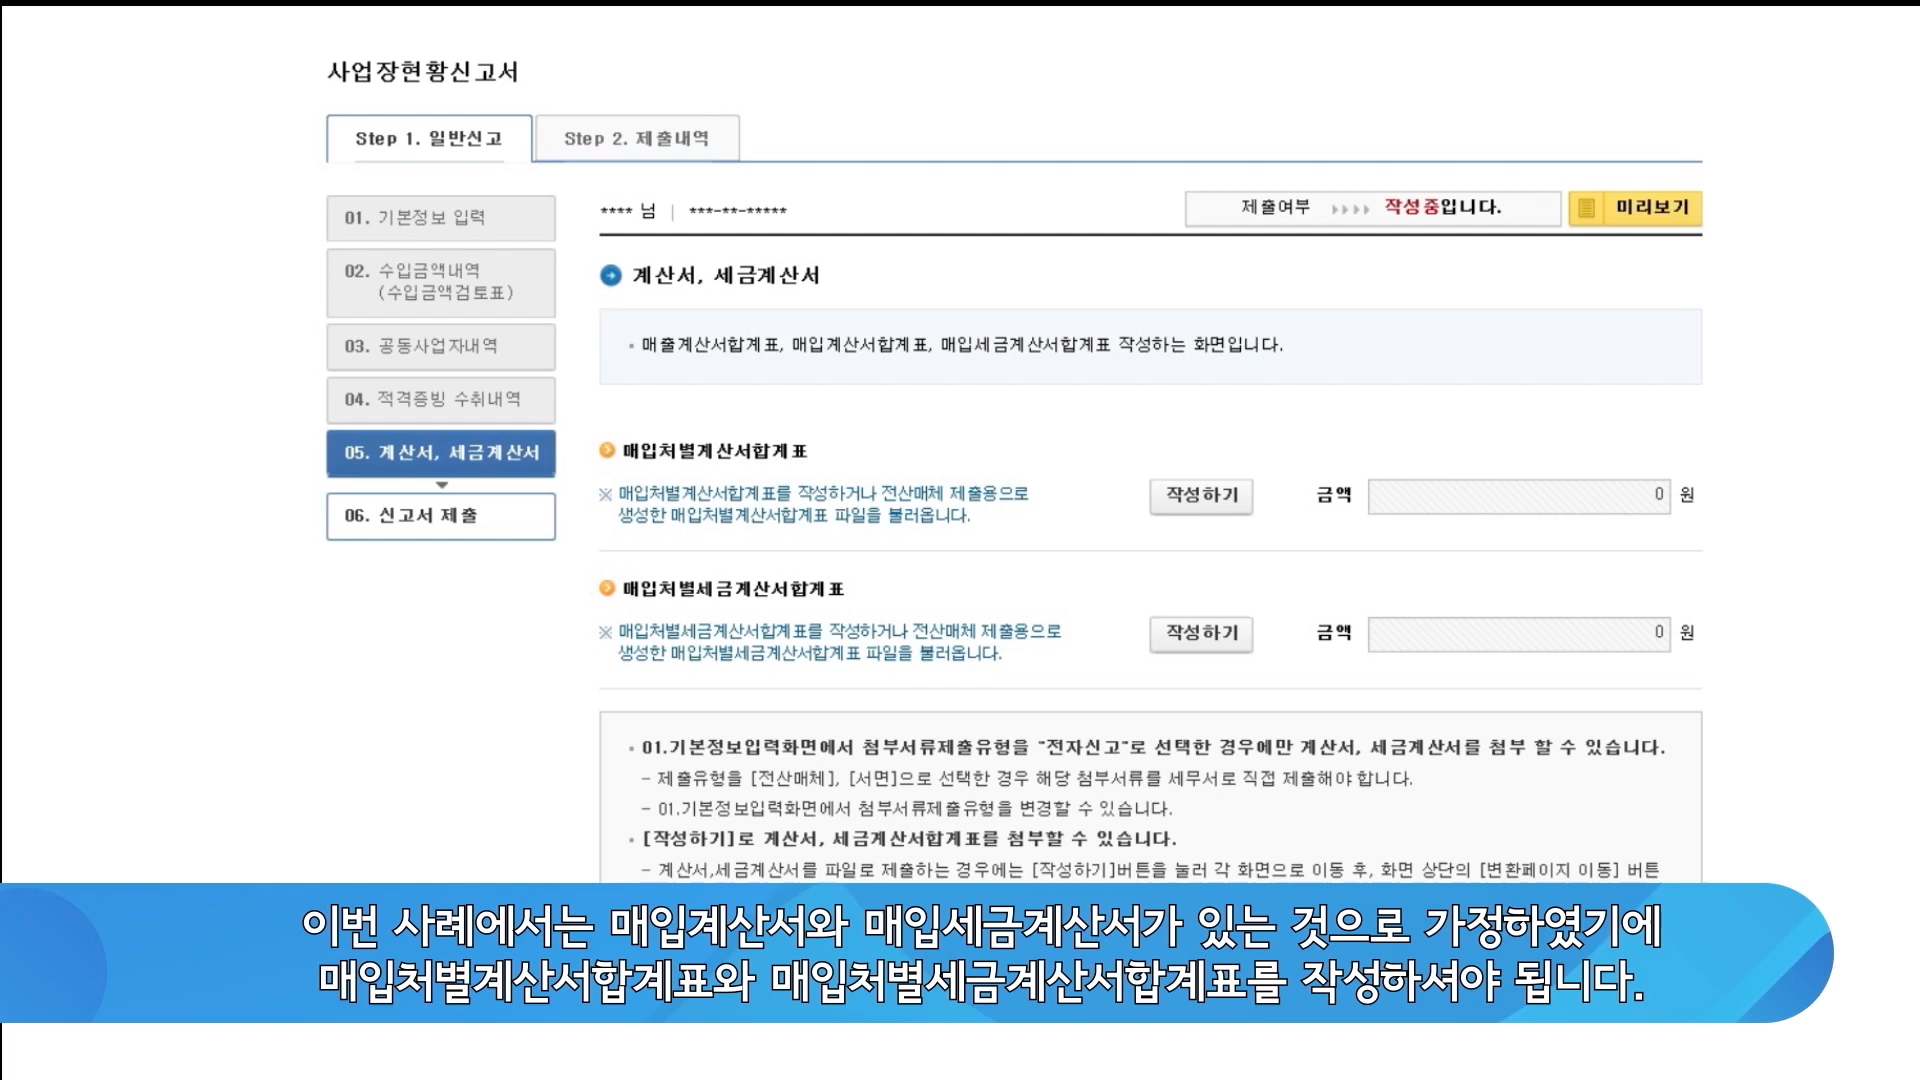 사업장현황신고서
Step 1. 일반신고
Step 2. 제출내역
01. 기본정보 입력
02. 수입금액내역
(수입금액검토표)
03. 공동사업자내역
04. 적격증빙 수취내역
05. 계산서, 세금계산서
06. 신고서 제출
**** 님 | ***-**-*****
제출여부 작성중입니다.
미리보기
계산서, 세금계산서
• 매출계산서합계표, 매입계산서합계표, 매입세금계산서합계표 작성하는 화면입니다.
매입처별계산서합계표
※ 매입처별계산서합계표를 작성하거나 전산매체 제출용으로
생성한 매입처별계산서합계표 파일을 불러옵니다.
작성하기
금액 0 원
매입처별세금계산서합계표
※ 매입처별세금계산서합계표를 작성하거나 전산매체 제출용으로
생성한 매입처별세금계산서합계표 파일을 불러옵니다.
작성하기
금액 0 원
• 01.기본정보입력화면에서 첨부서류제출유형을 "전자신고"로 선택한 경우에만 계산서, 세금계산서를 첨부 할 수 있습니다.
- 제출유형을 [전산매체], [서면]으로 선택한 경우 해당 첨부서류를 세무서로 직접 제출해야 합니다.
- 01.기본정보입력화면에서 첨부서류제출유형을 변경할 수 있습니다.
• [작성하기]로 계산서, 세금계산서합계표를 첨부할 수 있습니다.
- 계산서,세금계산서를 파일로 제출하는 경우에는 [작성하기]버튼을 눌러 각 화면으로 이동 후, 화면 상단의 [변환페이지 이동] 버튼
이번 사례에서는 매입계산서와 매입세금계산서가 있는 것으로 가정하였기에
매입처별계산서합계표와 매입처별세금계산서합계표를 작성하셔야 됩니다.